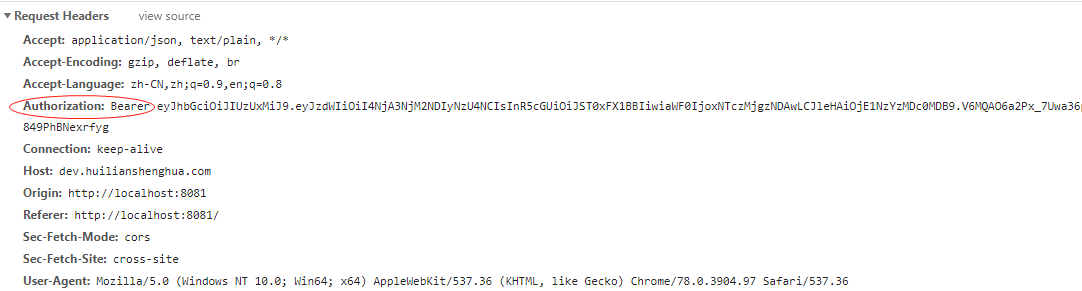 Request Headers view source
Accept: application/json, text/plain, */*
Accept-Encoding: gzip, deflate, br
Accept-Language: zh-CN,zh;q=0.9,en;q=0.8
Authorization: Bearer eyJhbGciOiJIUzUxMiJ9.eyJzdWIiOiI4NjA3NjM2NDIyNzU4NCIsInR5cGUiOiJST0xFX1BBIiwiaWF0IjoxNTczMjgzNDAwLCJleHAiOjE1NzYzMDc0MDB9.V6MQAO6a2Px_7Uwa36p
849PhBNexrfyg
Connection: keep-alive
Host: dev.huilianshenghua.com
Origin: http://localhost:8081
Referer: http://localhost:8081/
Sec-Fetch-Mode: cors
Sec-Fetch-Site: cross-site
User-Agent: Mozilla/5.0 (Windows NT 10.0; Win64; x64) AppleWebKit/537.36 (KHTML, like Gecko) Chrome/78.0.3904.97 Safari/537.36